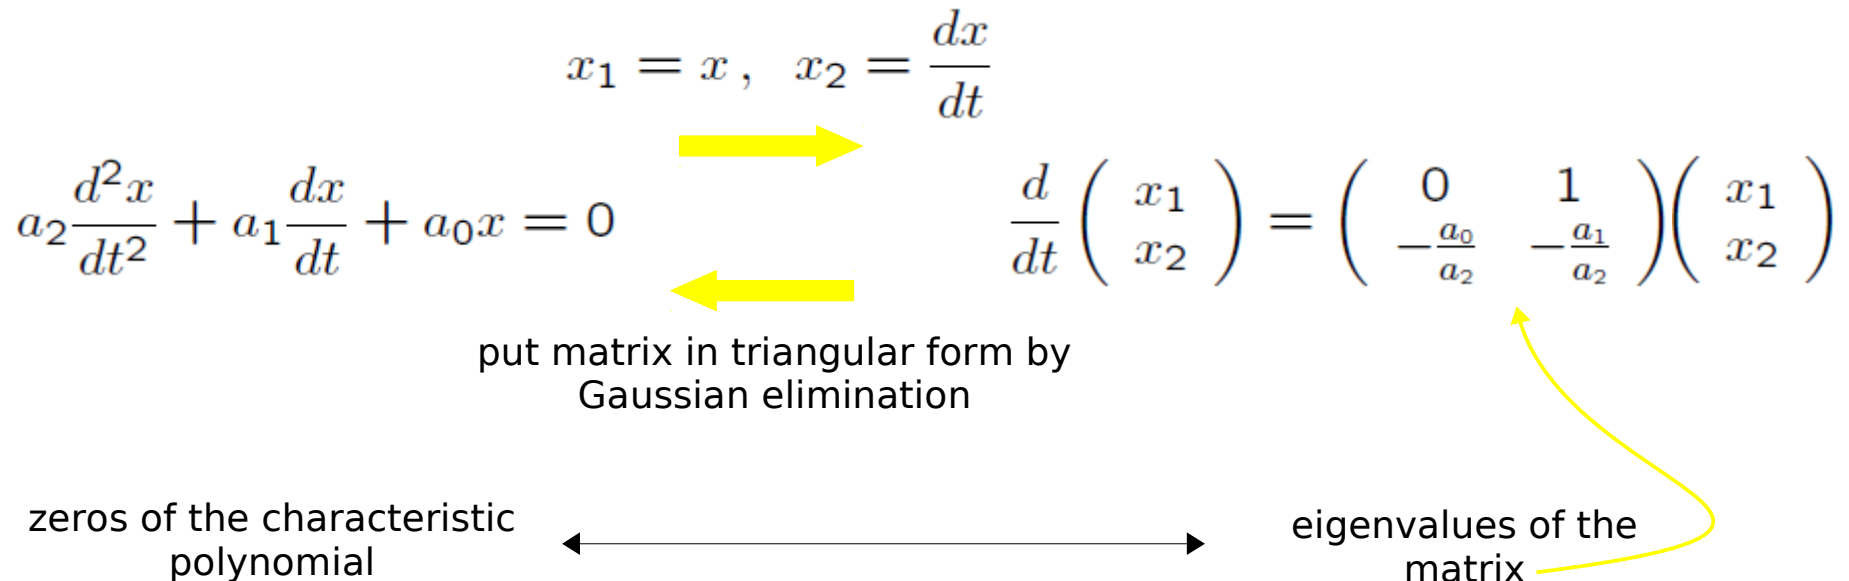 x₁ = x ,  x₂ = dx/dt
a₂ d²x/dt² + a₁ dx/dt + a₀x = 0
d/dt ( x₁ x₂ ) = ( 0 1 −a₀/a₂ −a₁/a₂ ) ( x₁ x₂ )
put matrix in triangular form by
Gaussian elimination
zeros of the characteristic
polynomial
eigenvalues of the
matrix